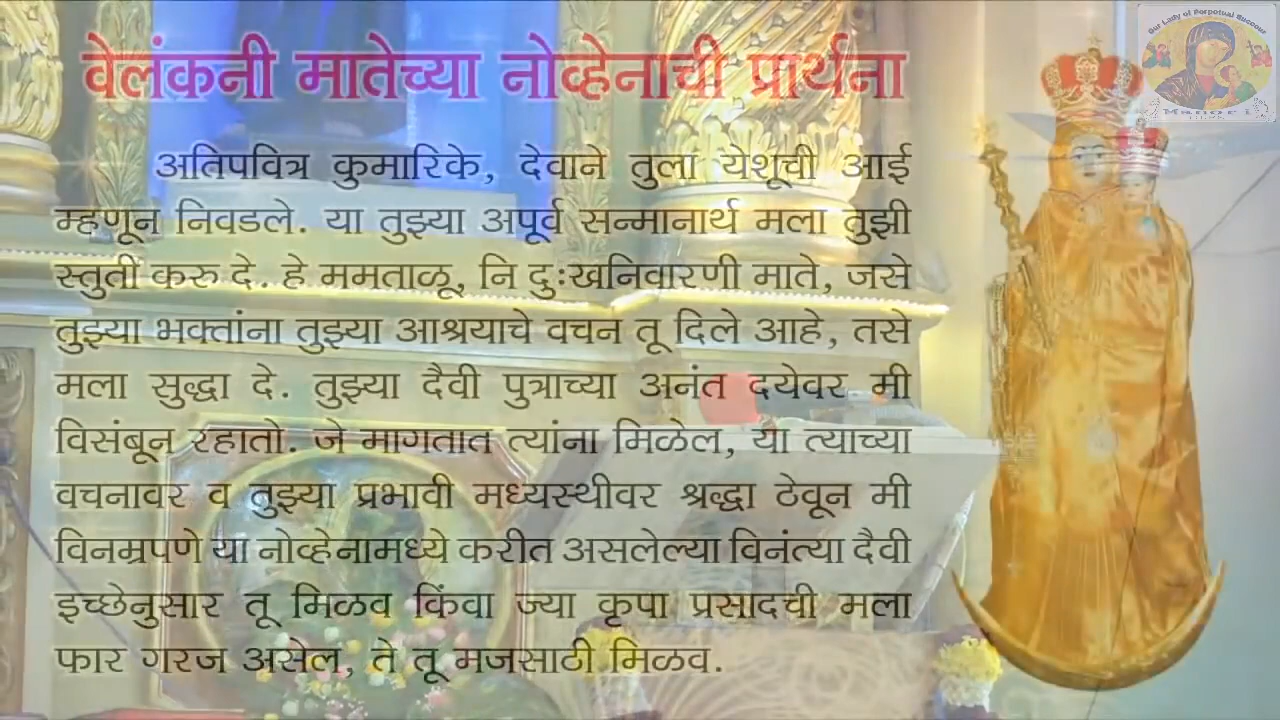 वेलंकनी मातेच्या नोव्हेनाची प्रार्थना
Our Lady of Perpetual Succour
अतिपवित्र कुमारिके, देवाने तुला येशूची आई
म्हणून निवडले. या तुझ्या अपूर्व सन्मानार्थ मला तुझी
स्तुती करु दे. हे ममताळू, नि दुःखनिवारणी माते, जसे
तुझ्या भक्तांना तुझ्या आश्रयाचे वचन तू दिले आहे, तसे
मला सुद्धा दे. तुझ्या दैवी पुत्राच्या अनंत दयेवर मी
विसंबून रहातो. जे मागतात त्यांना मिळेल, या त्याच्या
वचनावर व तुझ्या प्रभावी मध्यस्थीवर श्रद्धा ठेवून मी
विनम्रपणे या नोव्हेनामध्ये करीत असलेल्या विनंत्या दैवी
इच्छेनुसार तू मिळव किंवा ज्या कृपा प्रसादची मला
फार गरज असेल, ते तू मजसाठी मिळव.